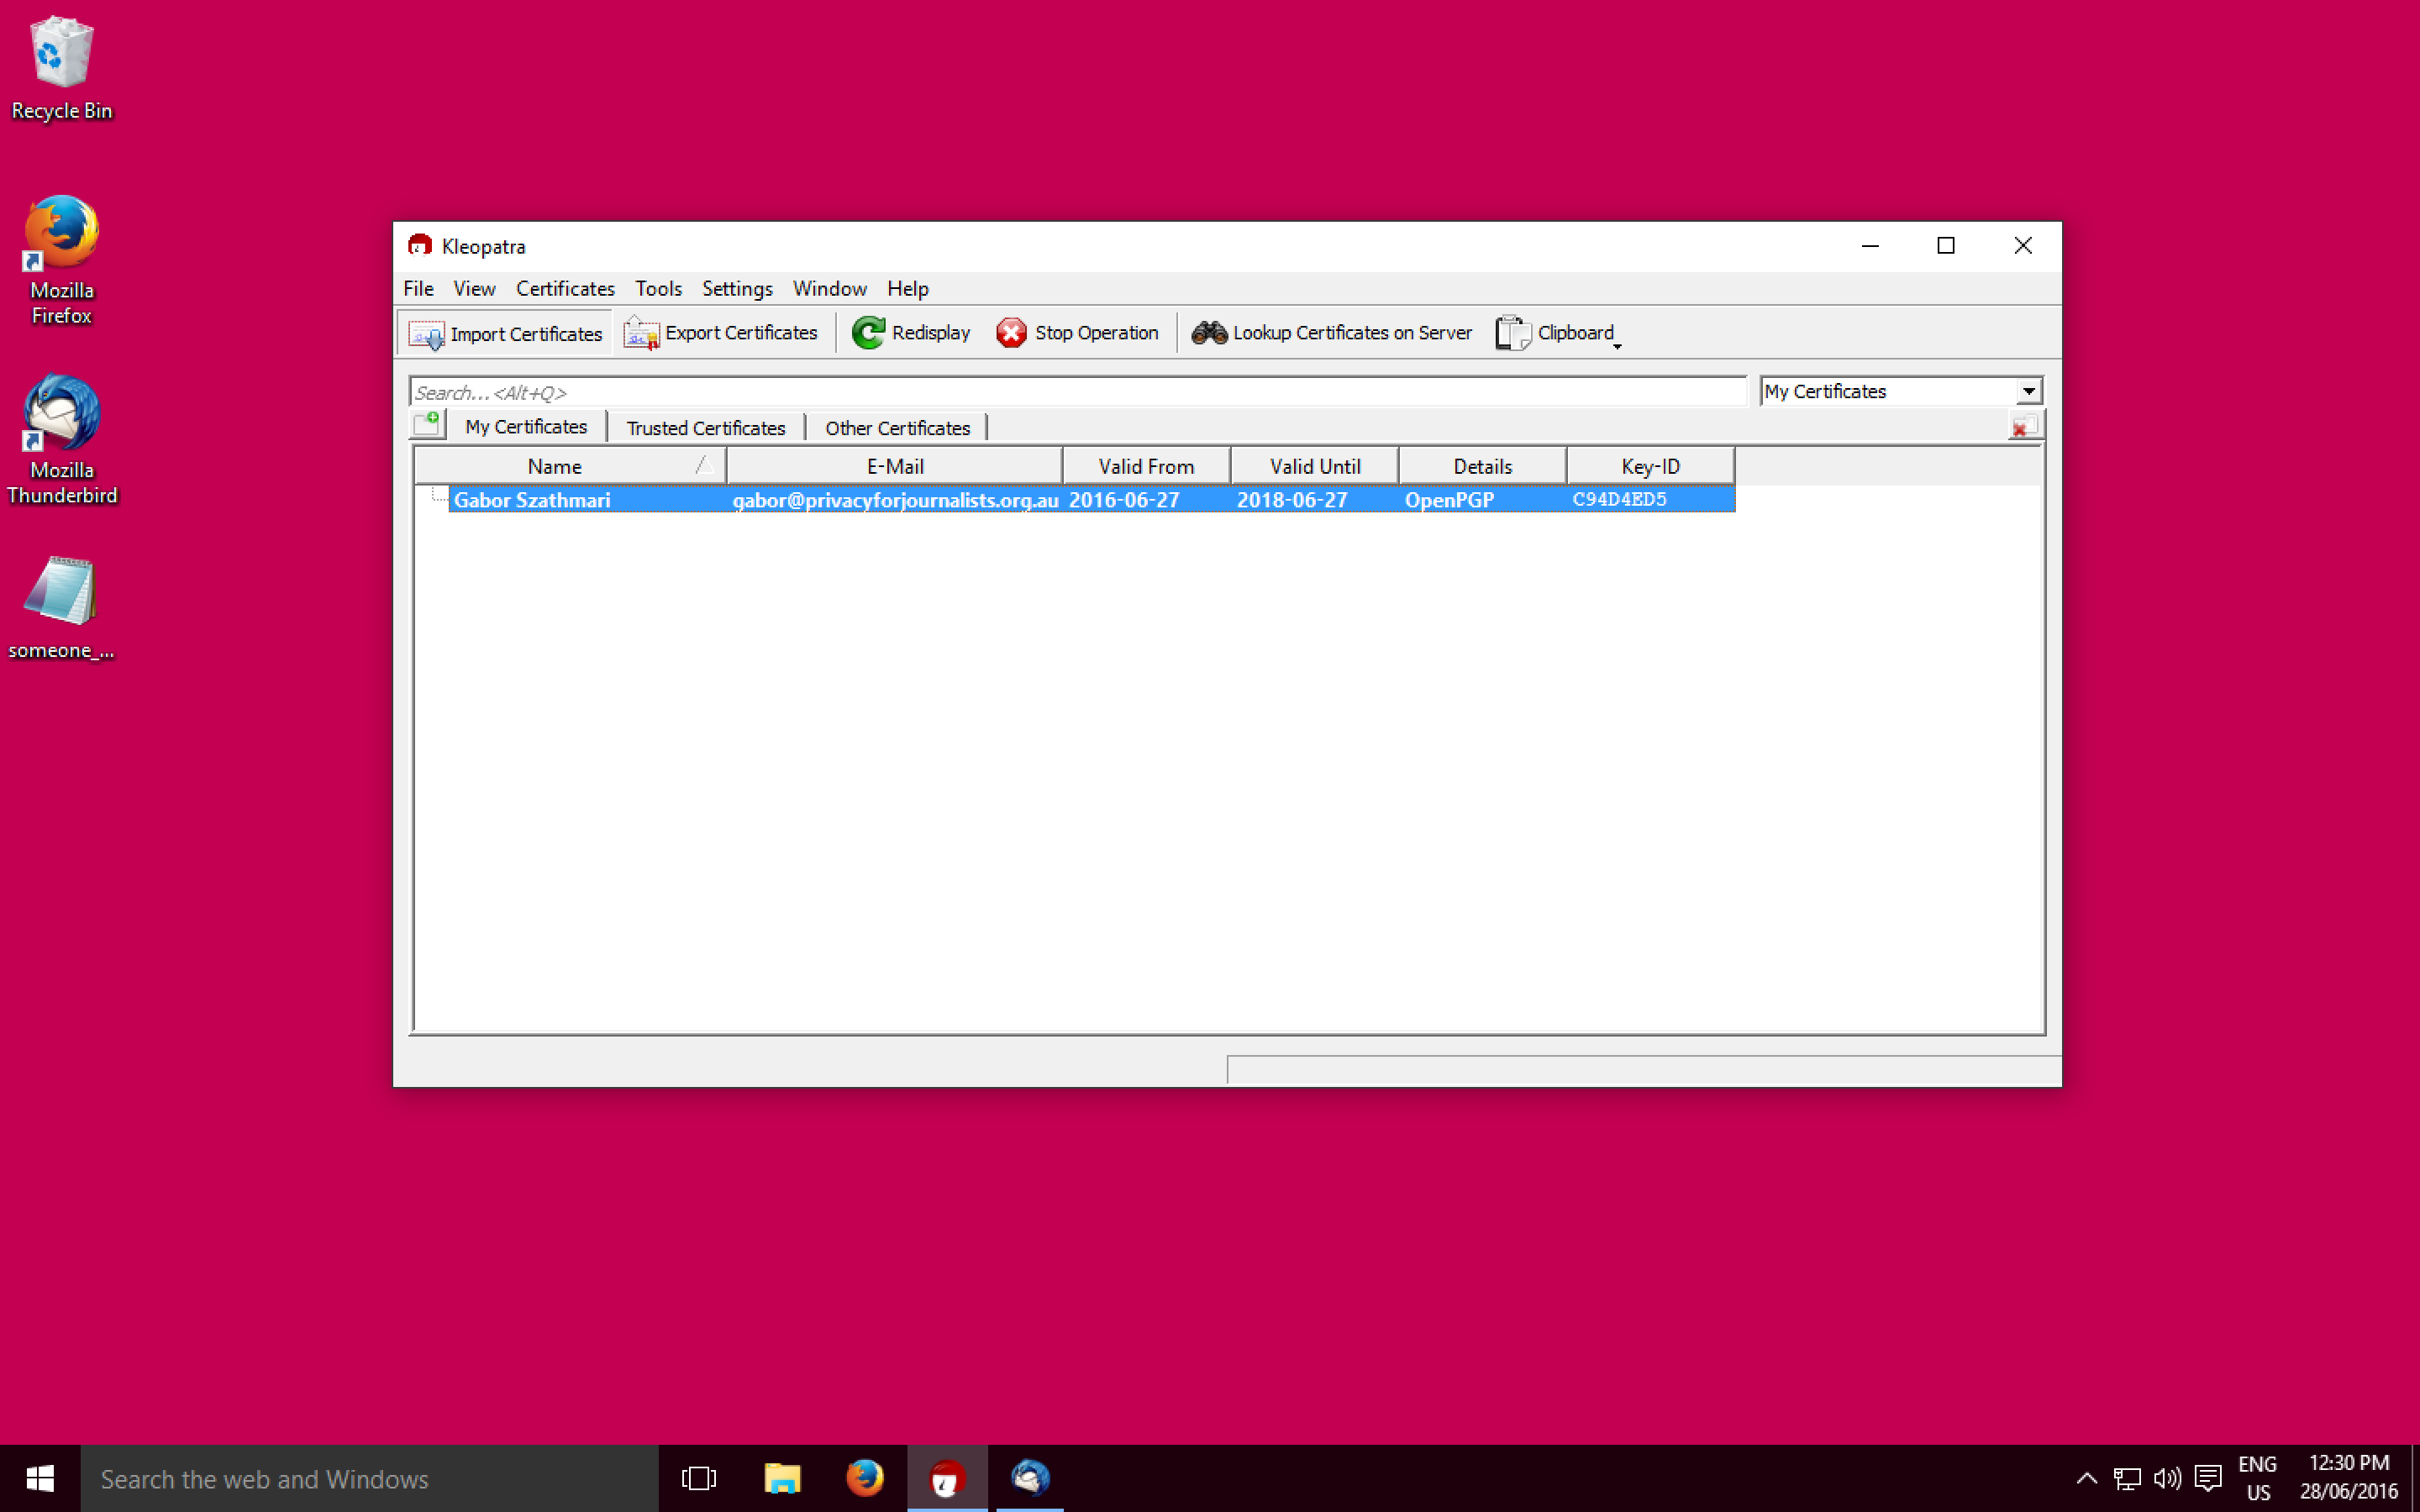 Recycle Bin
Mozilla
Firefox
Mozilla
Thunderbird
someone_...
Kleopatra
File View Certificates Tools Settings Window Help
Import Certificates Export Certificates Redisplay Stop Operation Lookup Certificates on Server Clipboard
Search...<Alt+Q> My Certificates
My Certificates Trusted Certificates Other Certificates
Name E-Mail Valid From Valid Until Details Key-ID
Gabor Szathmari gabor@privacyforjournalists.org.au 2016-06-27 2018-06-27 OpenPGP C94D4ED5
Search the web and Windows
ENG
US
12:30 PM
28/06/2016